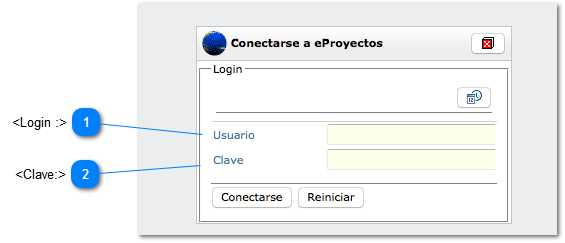 Conectarse a eProyectos
Login
<Login :> 1
Usuario
Clave
<Clave:> 2
Conectarse Reiniciar